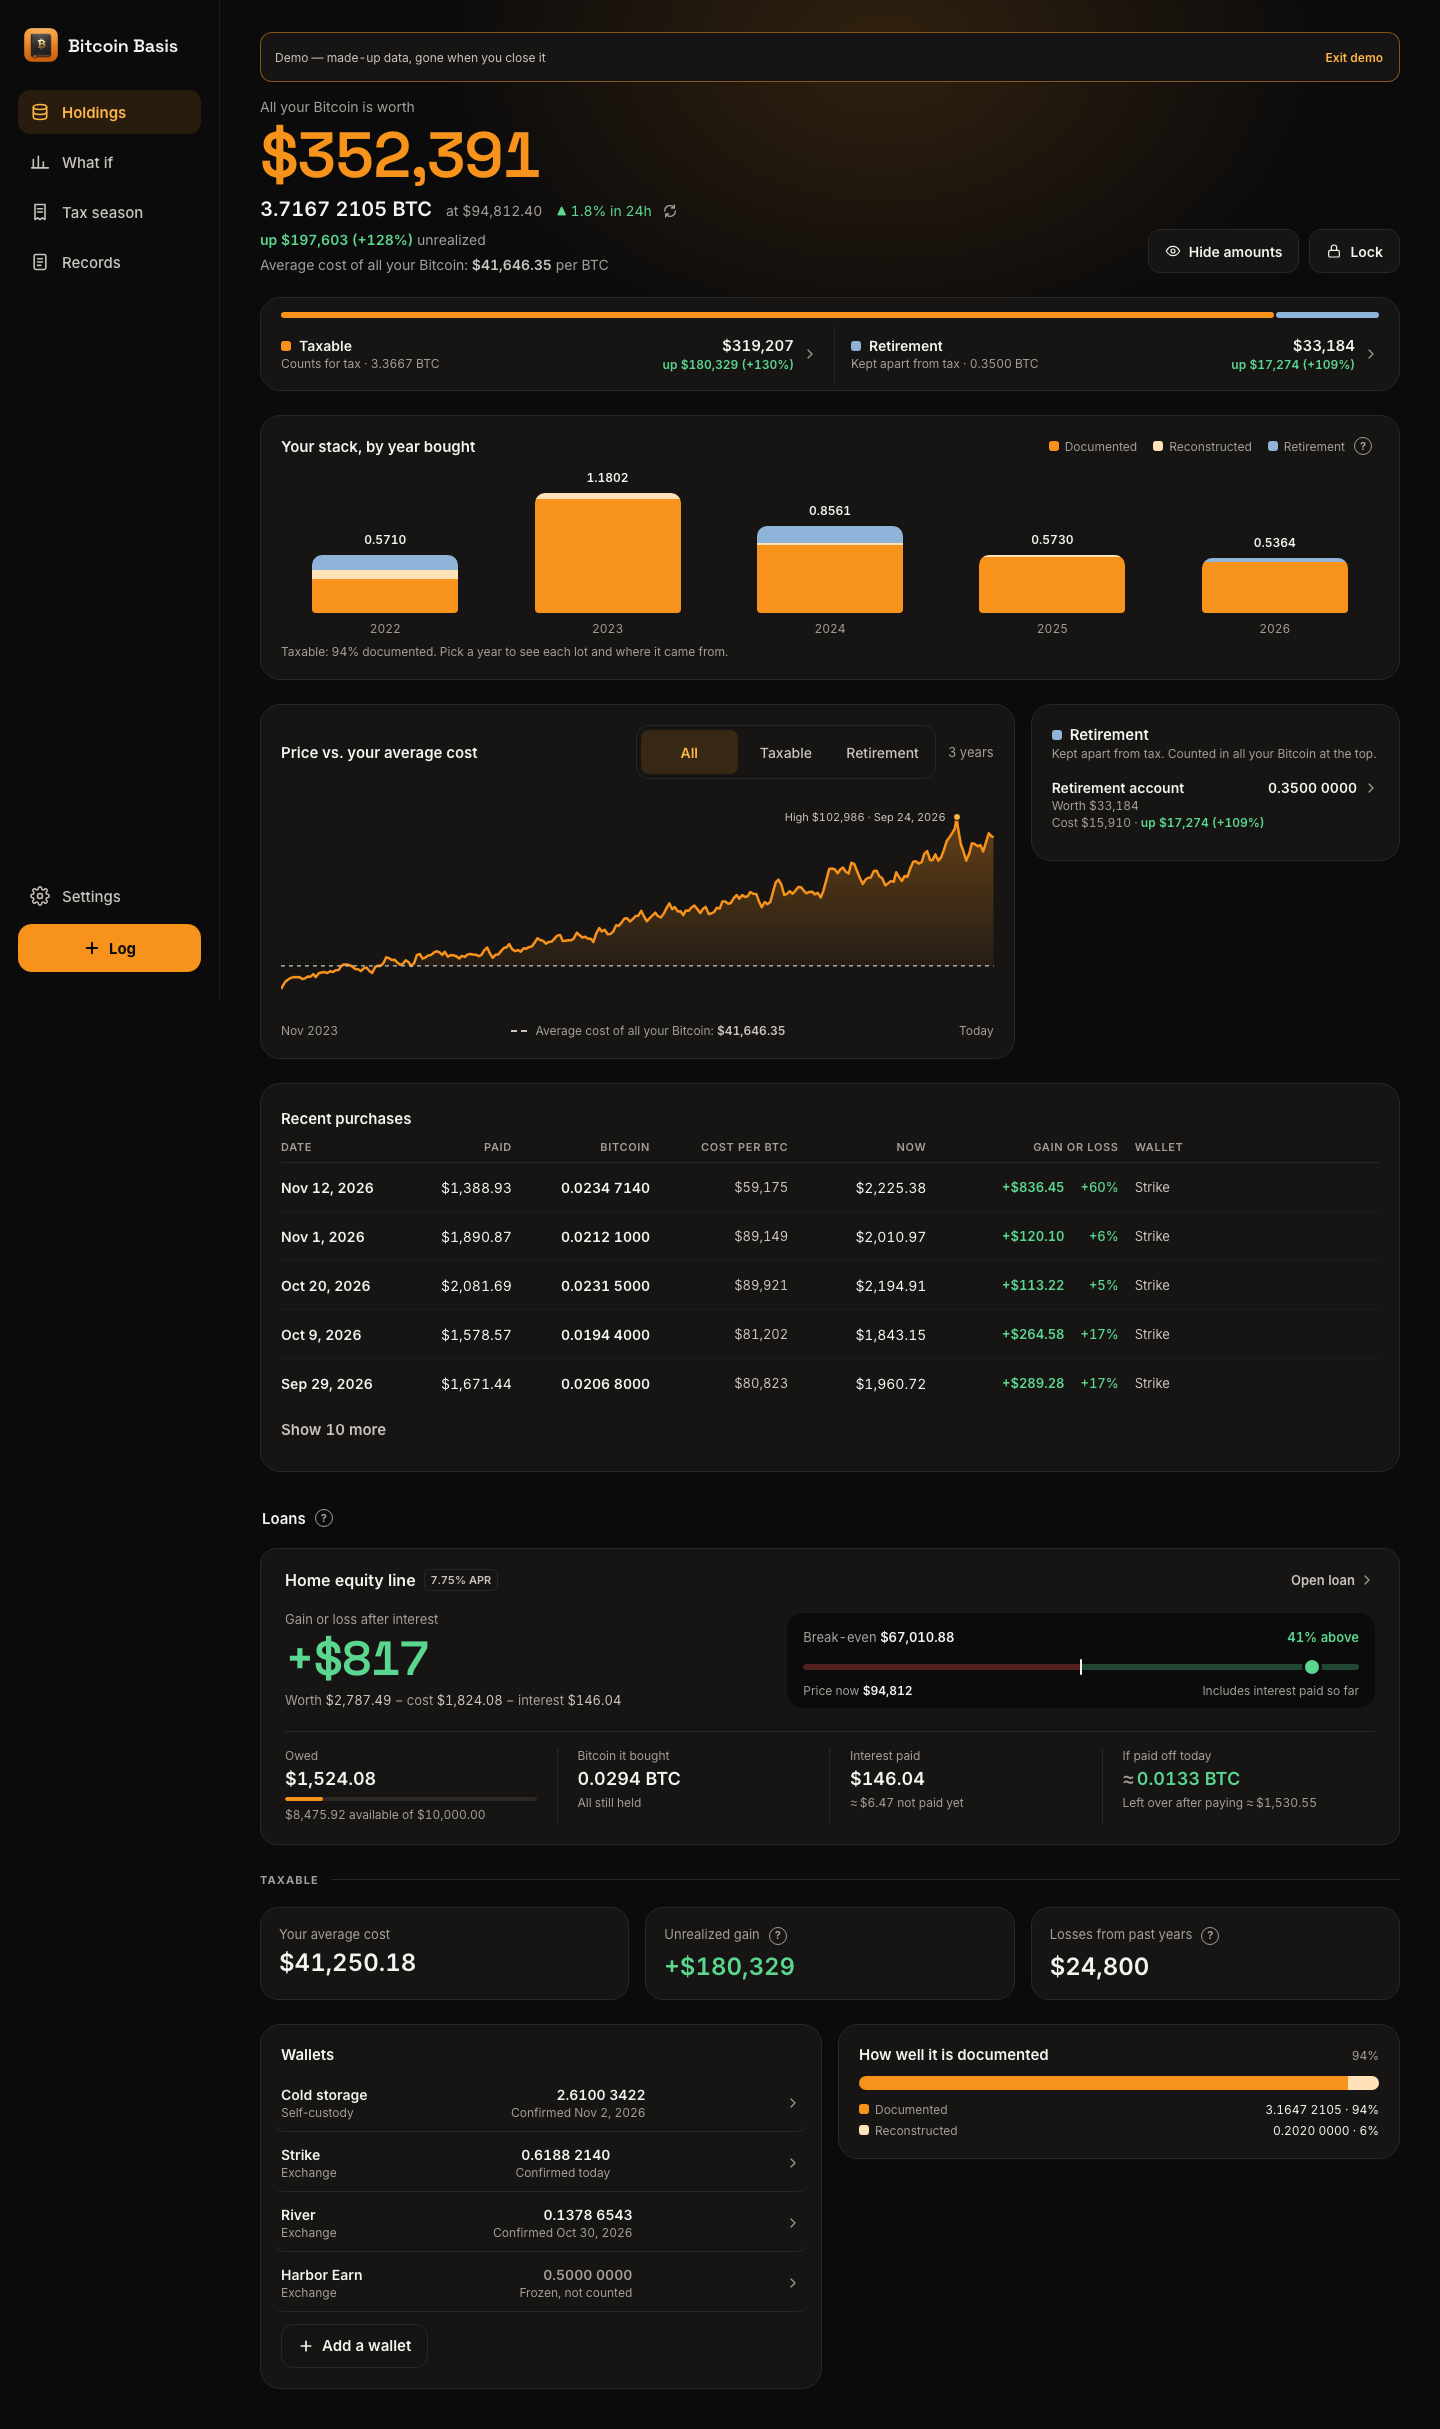 Bitcoin Basis
Holdings
What if
Tax season
Records
Settings
Log
Demo — made-up data, gone when you close it
Exit demo
All your Bitcoin is worth
$352,391
3.7167 2105 BTC at $94,812.40 ▲ 1.8% in 24h
up $197,603 (+128%) unrealized
Average cost of all your Bitcoin: $41,646.35 per BTC
Hide amounts
Lock
Taxable $319,207
Counts for tax · 3.3667 BTC up $180,329 (+130%)
Retirement $33,184
Kept apart from tax · 0.3500 BTC up $17,274 (+109%)
Your stack, by year bought
Documented Reconstructed Retirement ?
0.5710 1.1802 0.8561 0.5730 0.5364
2022 2023 2024 2025 2026
Taxable: 94% documented. Pick a year to see each lot and where it came from.
Price vs. your average cost
All Taxable Retirement 3 years
High $102,986 · Sep 24, 2026
Nov 2023 Average cost of all your Bitcoin: $41,646.35 Today
Retirement
Kept apart from tax. Counted in all your Bitcoin at the top.
Retirement account 0.3500 0000
Worth $33,184
Cost $15,910 · up $17,274 (+109%)
Recent purchases
DATE PAID BITCOIN COST PER BTC NOW GAIN OR LOSS WALLET
Nov 12, 2026 $1,388.93 0.0234 7140 $59,175 $2,225.38 +$836.45 +60% Strike
Nov 1, 2026 $1,890.87 0.0212 1000 $89,149 $2,010.97 +$120.10 +6% Strike
Oct 20, 2026 $2,081.69 0.0231 5000 $89,921 $2,194.91 +$113.22 +5% Strike
Oct 9, 2026 $1,578.57 0.0194 4000 $81,202 $1,843.15 +$264.58 +17% Strike
Sep 29, 2026 $1,671.44 0.0206 8000 $80,823 $1,960.72 +$289.28 +17% Strike
Show 10 more
Loans ?
Home equity line 7.75% APR
Open loan
Gain or loss after interest
+$817
Worth $2,787.49 − cost $1,824.08 − interest $146.04
Break-even $67,010.88 41% above
Price now $94,812 Includes interest paid so far
Owed
$1,524.08
$8,475.92 available of $10,000.00
Bitcoin it bought
0.0294 BTC
All still held
Interest paid
$146.04
≈ $6.47 not paid yet
If paid off today
≈ 0.0133 BTC
Left over after paying ≈ $1,530.55
TAXABLE
Your average cost
$41,250.18
Unrealized gain ?
+$180,329
Losses from past years ?
$24,800
Wallets
Cold storage 2.6100 3422
Self-custody Confirmed Nov 2, 2026
Strike 0.6188 2140
Exchange Confirmed today
River 0.1378 6543
Exchange Confirmed Oct 30, 2026
Harbor Earn 0.5000 0000
Exchange Frozen, not counted
Add a wallet
How well it is documented 94%
Documented 3.1647 2105 · 94%
Reconstructed 0.2020 0000 · 6%